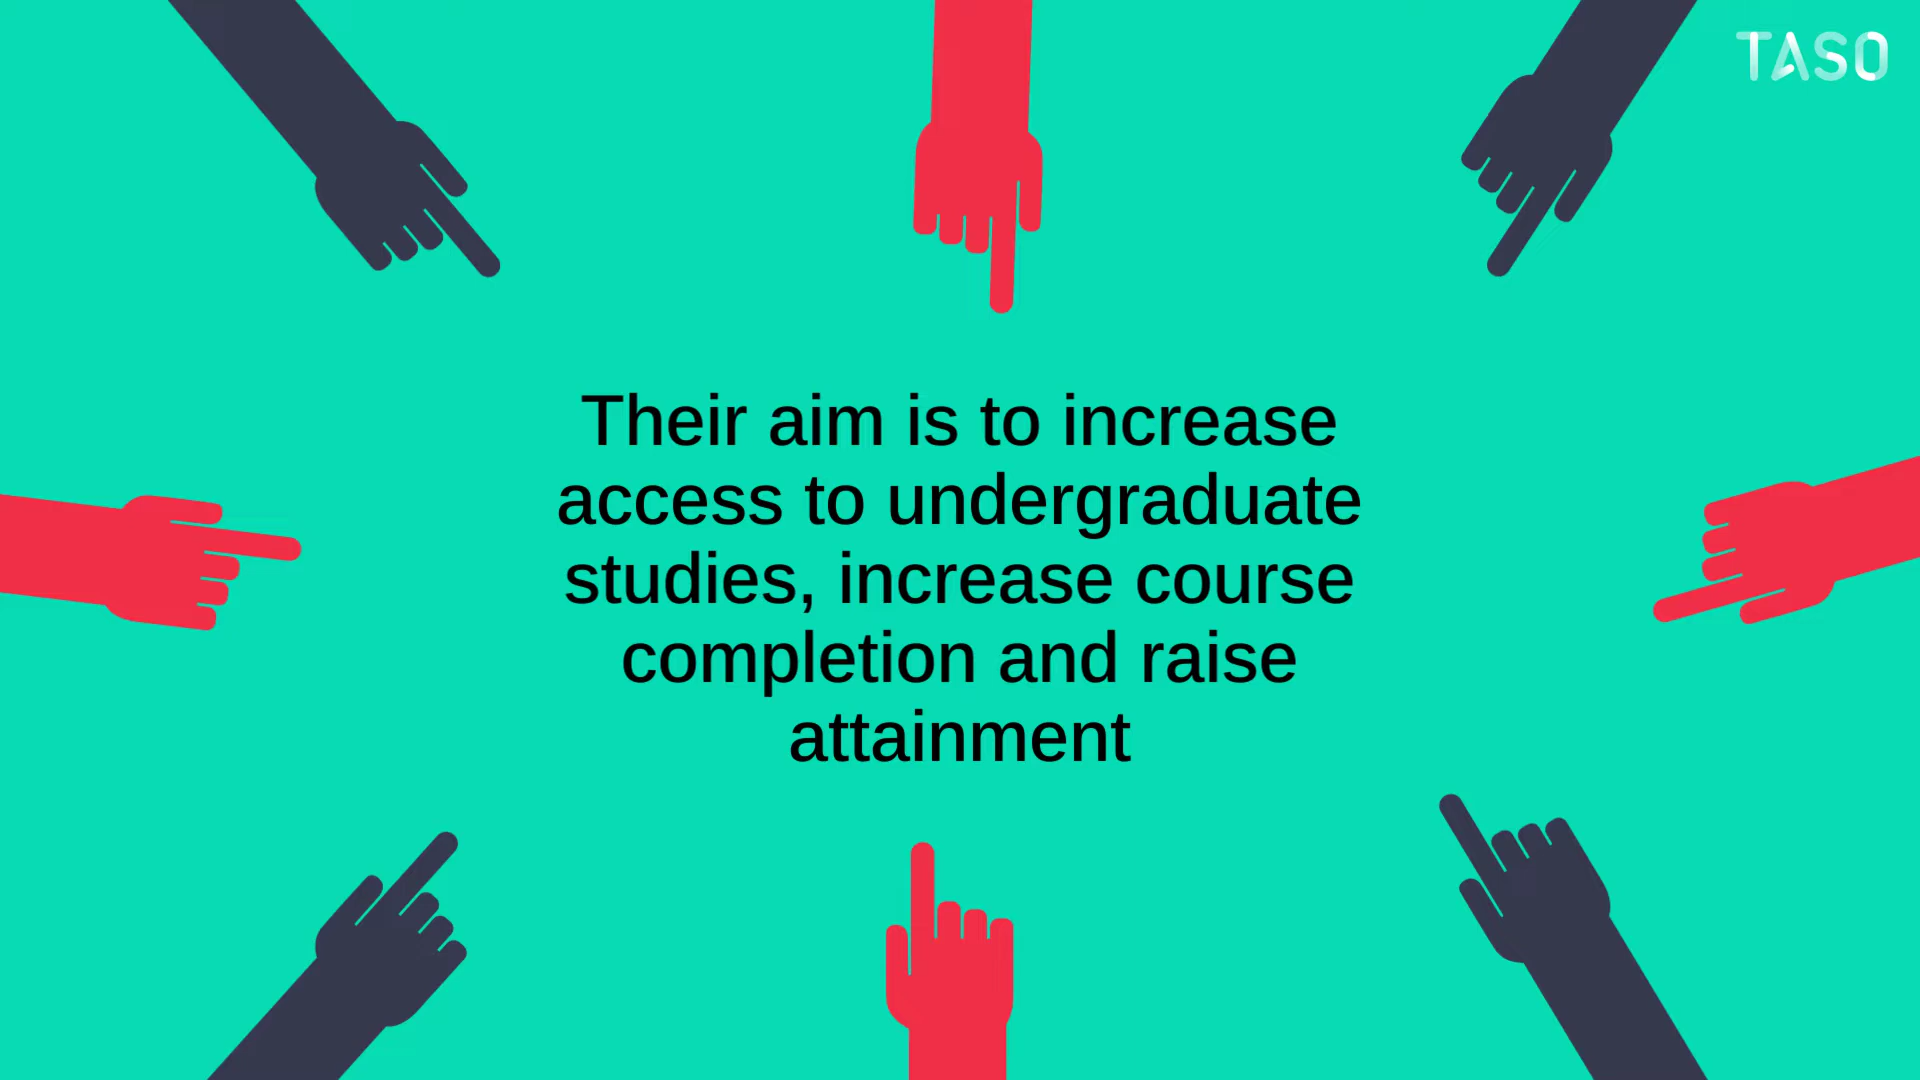 TASO
Their aim is to increase
access to undergraduate
studies, increase course
completion and raise
attainment